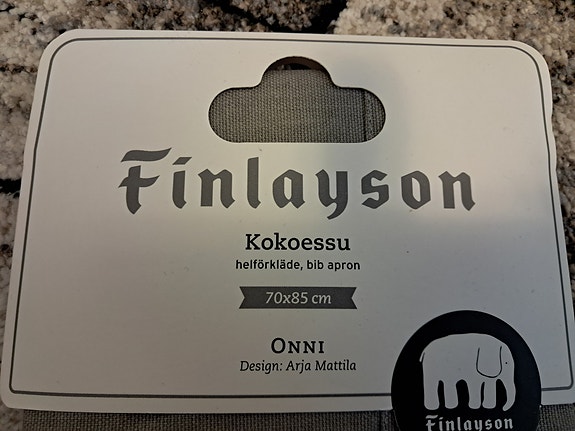 Finlayson
Kokoessu
helförkläde, bib apron
70x85 cm
ONNI
Design: Arja Mattila
Finlayson